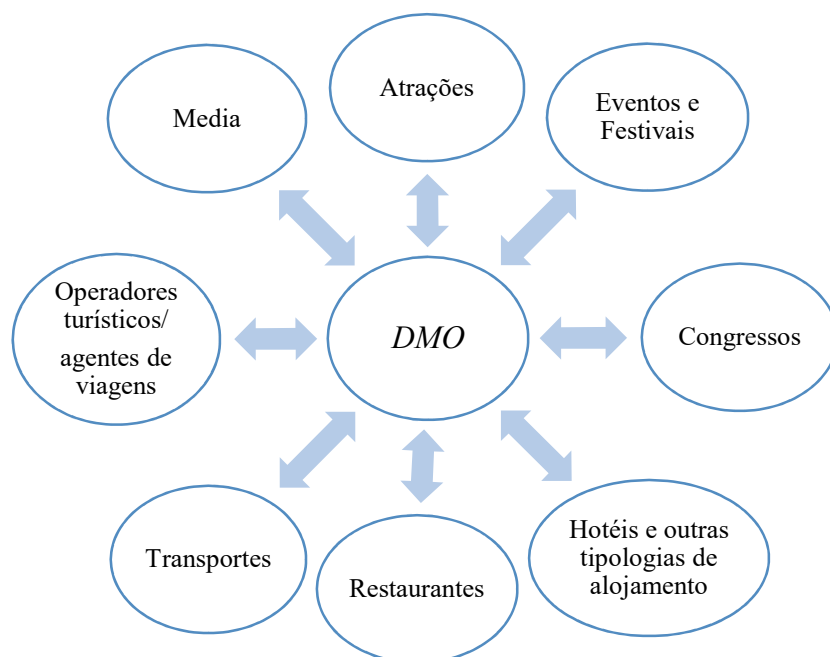 Atrações
Media
Eventos e
Festivais
Operadores
turísticos/
agentes de
viagens
DMO
Congressos
Transportes
Restaurantes
Hotéis e outras
tipologias de
alojamento